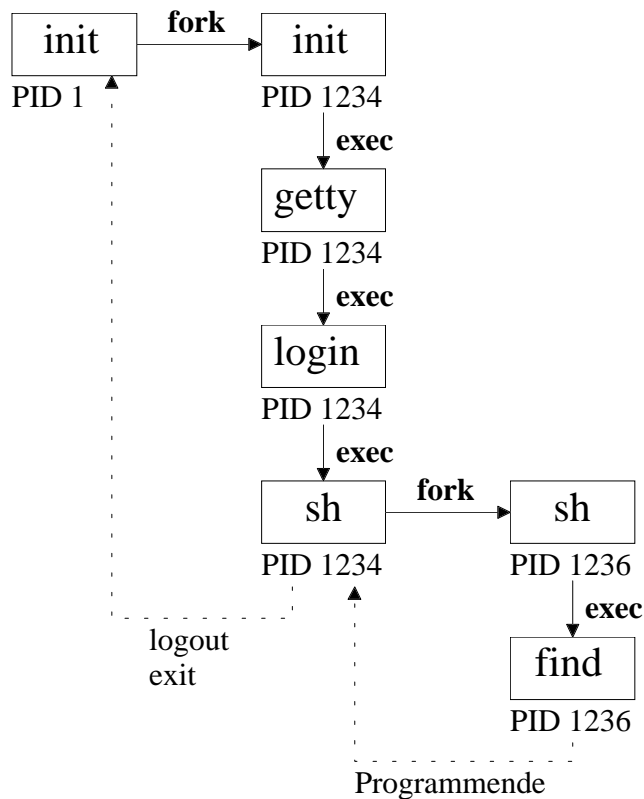 init
fork
init
PID 1
PID 1234
exec
getty
PID 1234
exec
login
PID 1234
exec
sh
fork
sh
PID 1234
PID 1236
exec
logout
exit
find
PID 1236
Programmende